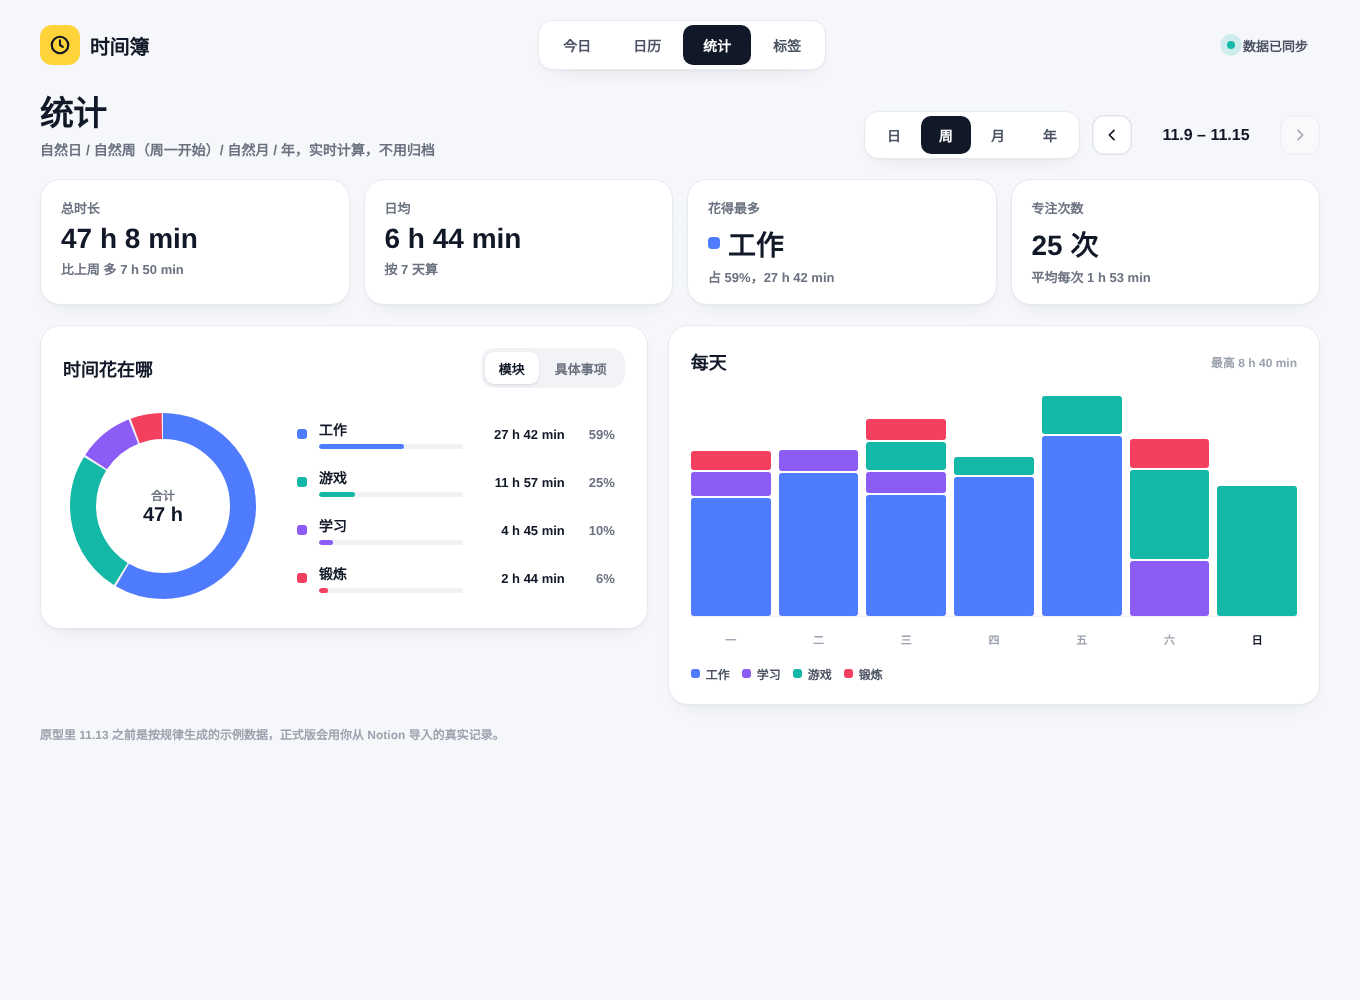 时间簿
今日 日历 统计 标签
数据已同步
统计
自然日 / 自然周（周一开始）/ 自然月 / 年，实时计算，不用归档
日 周 月 年
11.9 – 11.15
总时长
47 h 8 min
比上周 多 7 h 50 min
日均
6 h 44 min
按 7 天算
花得最多
工作
占 59%，27 h 42 min
专注次数
25 次
平均每次 1 h 53 min
时间花在哪
模块 具体事项
合计
47 h
工作 27 h 42 min 59%
游戏 11 h 57 min 25%
学习 4 h 45 min 10%
锻炼 2 h 44 min 6%
每天
最高 8 h 40 min
一 二 三 四 五 六 日
工作 学习 游戏 锻炼
原型里 11.13 之前是按规律生成的示例数据，正式版会用你从 Notion 导入的真实记录。